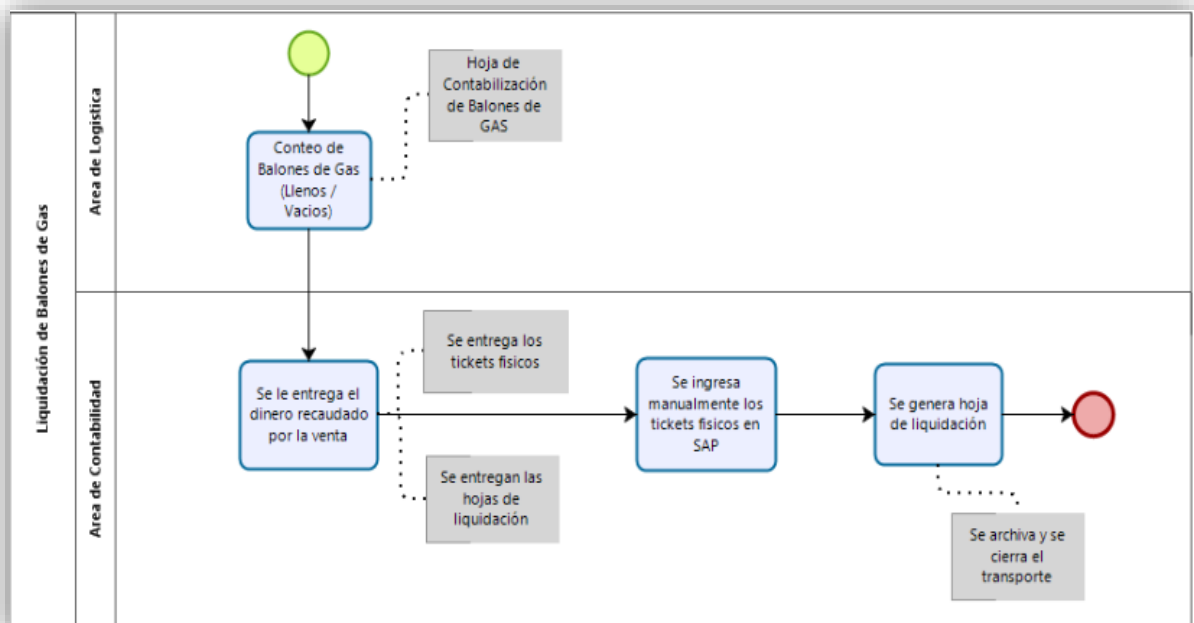 Liquidación de Balones de Gas
Area de Logistica
Hoja de
Contabilización
de Balones de
GAS
Conteo de
Balones de Gas
(Llenos /
Vacios)
Area de Contabilidad
Se entrega los
tickets fisicos
Se le entrega el
dinero recaudado
por la venta
Se entregan las
hojas de
liquidación
Se ingresa
manualmente los
tickets fisicos en
SAP
Se genera hoja
de liquidación
Se archiva y se
cierra el
transporte